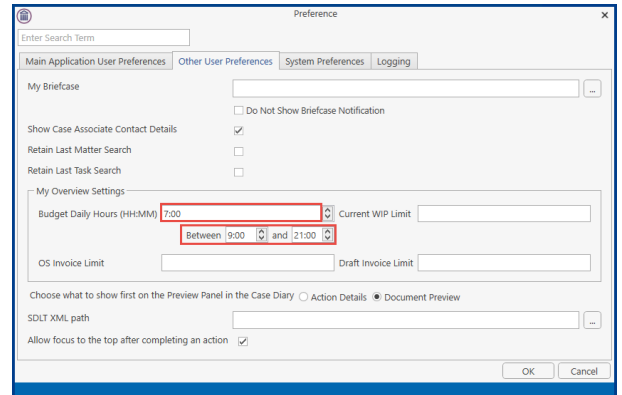 Preference
Enter Search Term
Main Application User Preferences Other User Preferences System Preferences Logging
My Briefcase ...
Do Not Show Briefcase Notification
Show Case Associate Contact Details
Retain Last Matter Search
Retain Last Task Search
My Overview Settings
Budget Daily Hours (HH:MM) 7:00 Current WIP Limit
Between 9:00 and 21:00
OS Invoice Limit Draft Invoice Limit
Choose what to show first on the Preview Panel in the Case Diary Action Details Document Preview
SDLT XML path ...
Allow focus to the top after completing an action
OK Cancel